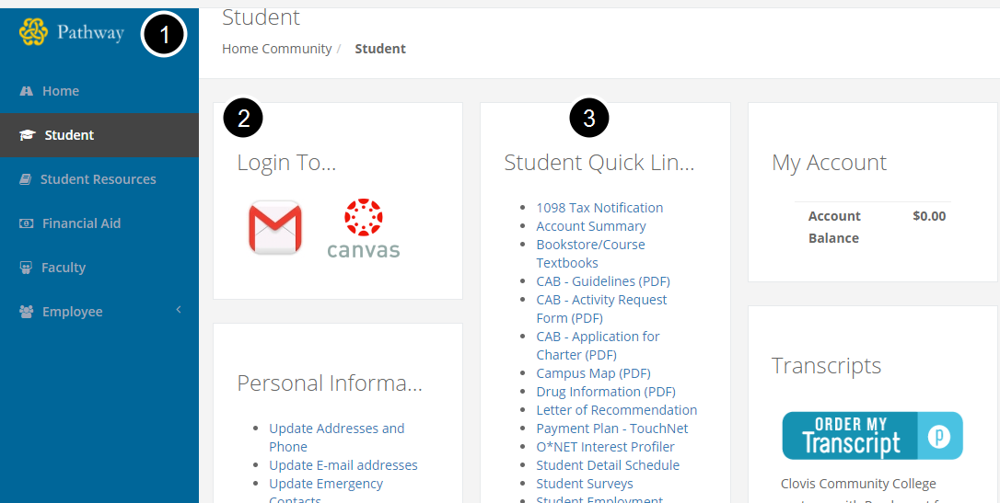 Pathway
1
Home
Student
Student Resources
Financial Aid
Faculty
Employee
Student
Home Community / Student
2
Login To...
canvas
Personal Informa...
Update Addresses and
Phone
Update E-mail addresses
Update Emergency
Contacts
3
Student Quick Lin...
1098 Tax Notification
Account Summary
Bookstore/Course
Textbooks
CAB - Guidelines (PDF)
CAB - Activity Request
Form (PDF)
CAB - Application for
Charter (PDF)
Campus Map (PDF)
Drug Information (PDF)
Letter of Recommendation
Payment Plan - TouchNet
O*NET Interest Profiler
Student Detail Schedule
Student Surveys
Student Employment
My Account
Account Balance $0.00
Transcripts
ORDER MY
Transcript
p
Clovis Community College